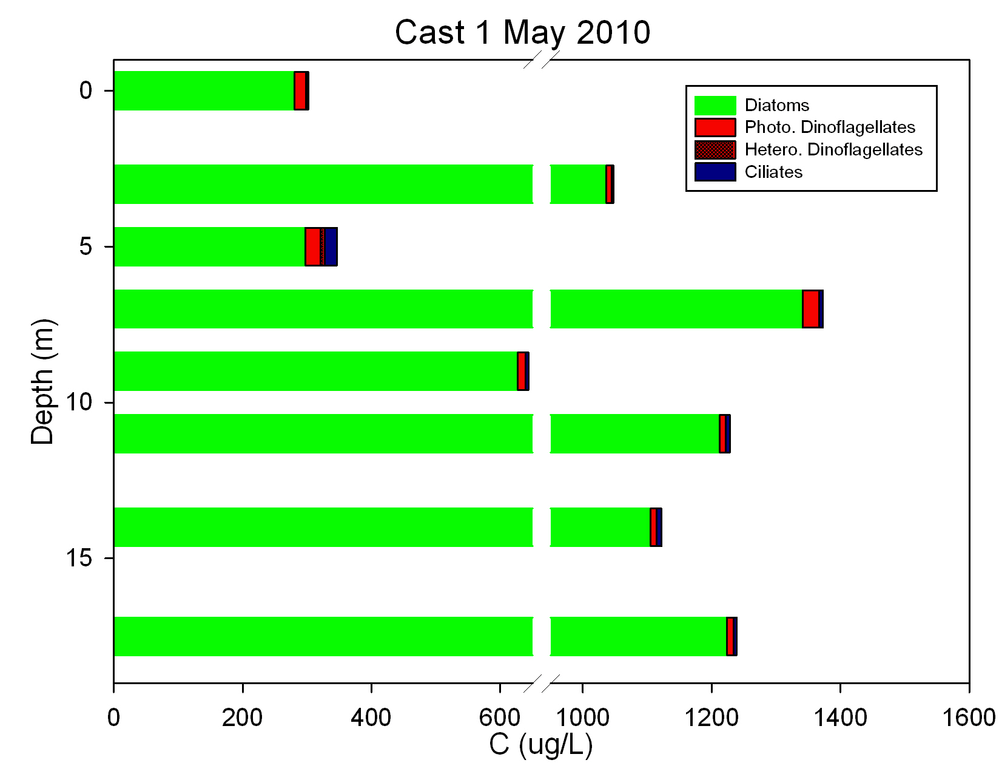 Cast 1 May 2010
Diatoms
Photo. Dinoflagellates
Hetero. Dinoflagellates
Ciliates
0
5
10
15
Depth (m)
0 200 400 600 1000 1200 1400 1600
C (ug/L)